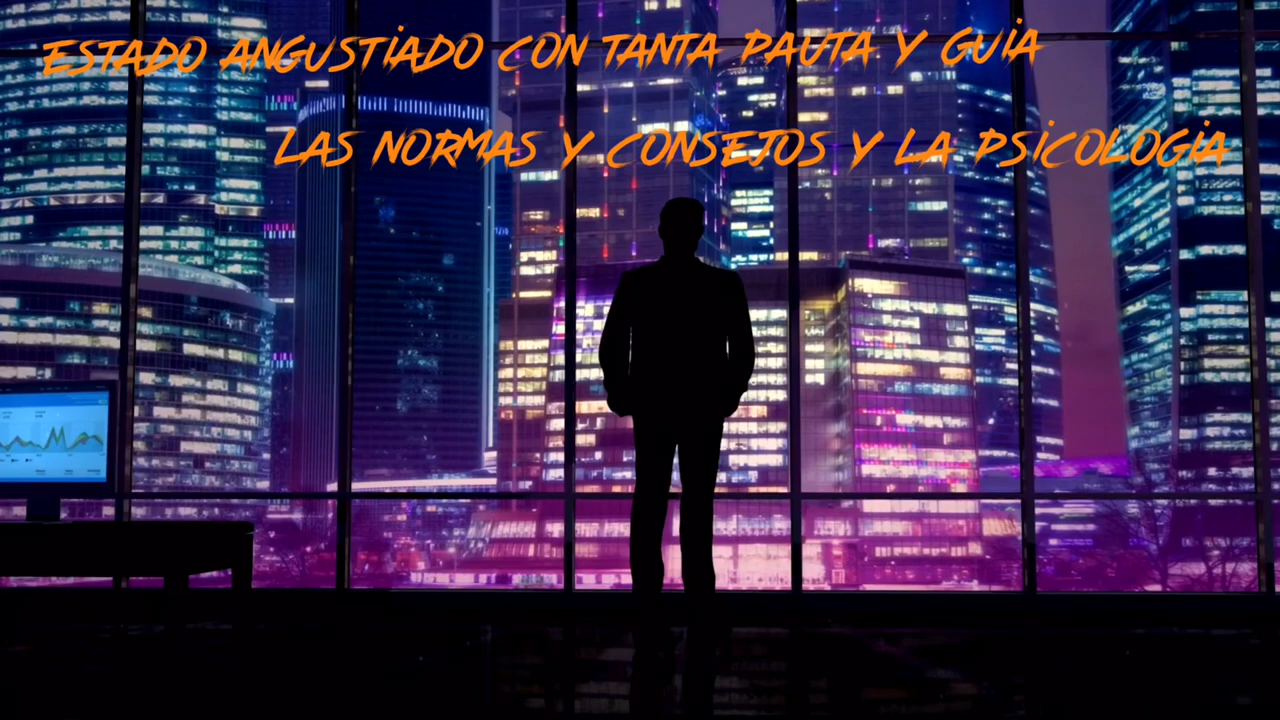 ESTADO ANGUSTIADO CON TANTA PAUTA Y GUIA
LAS NORMAS Y CONSEJOS Y LA PSICOLOGIA